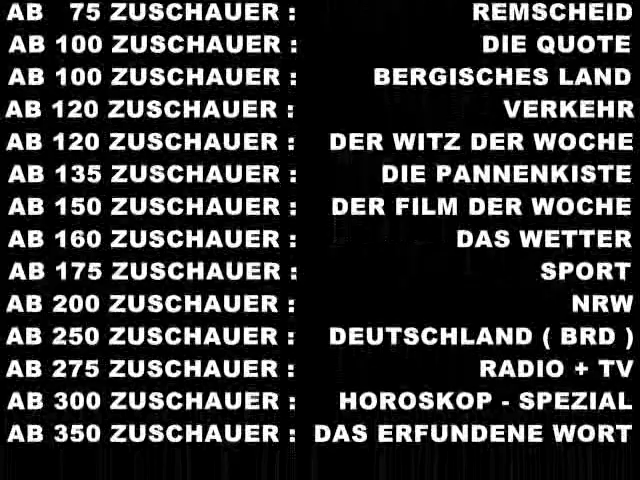 AB 75 ZUSCHAUER : REMSCHEID
AB 100 ZUSCHAUER : DIE QUOTE
AB 100 ZUSCHAUER : BERGISCHES LAND
AB 120 ZUSCHAUER : VERKEHR
AB 120 ZUSCHAUER : DER WITZ DER WOCHE
AB 135 ZUSCHAUER : DIE PANNENKISTE
AB 150 ZUSCHAUER : DER FILM DER WOCHE
AB 160 ZUSCHAUER : DAS WETTER
AB 175 ZUSCHAUER : SPORT
AB 200 ZUSCHAUER : NRW
AB 250 ZUSCHAUER : DEUTSCHLAND ( BRD )
AB 275 ZUSCHAUER : RADIO + TV
AB 300 ZUSCHAUER : HOROSKOP - SPEZIAL
AB 350 ZUSCHAUER : DAS ERFUNDENE WORT